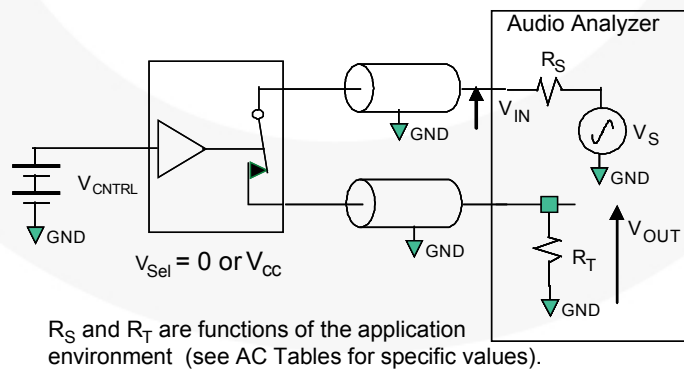 Audio Analyzer
R_S
V_IN
V_S
GND
GND
V_CNTRL
GND
GND
V_OUT
R_T
GND
V_Sel = 0 or V_cc
R_S and R_T are functions of the application
environment (see AC Tables for specific values).